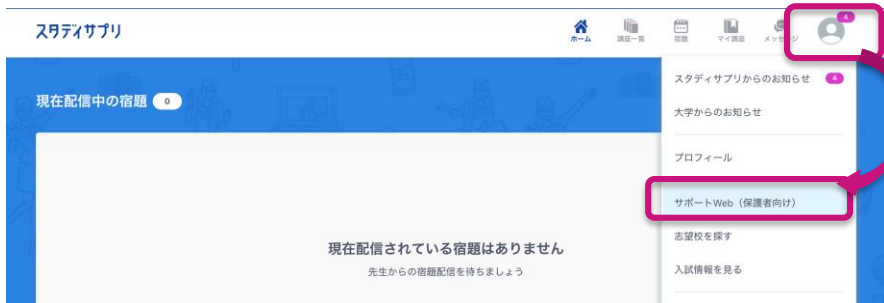 スタディサプリ
ホーム
講座一覧
宿題
マイ講座
メッセージ
4
現在配信中の宿題 0
スタディサプリからのお知らせ 4
大学からのお知らせ
プロフィール
サポートWeb(保護者向け)
志望校を探す
入試情報を見る
現在配信されている宿題はありません
先生からの宿題配信を待ちましょう